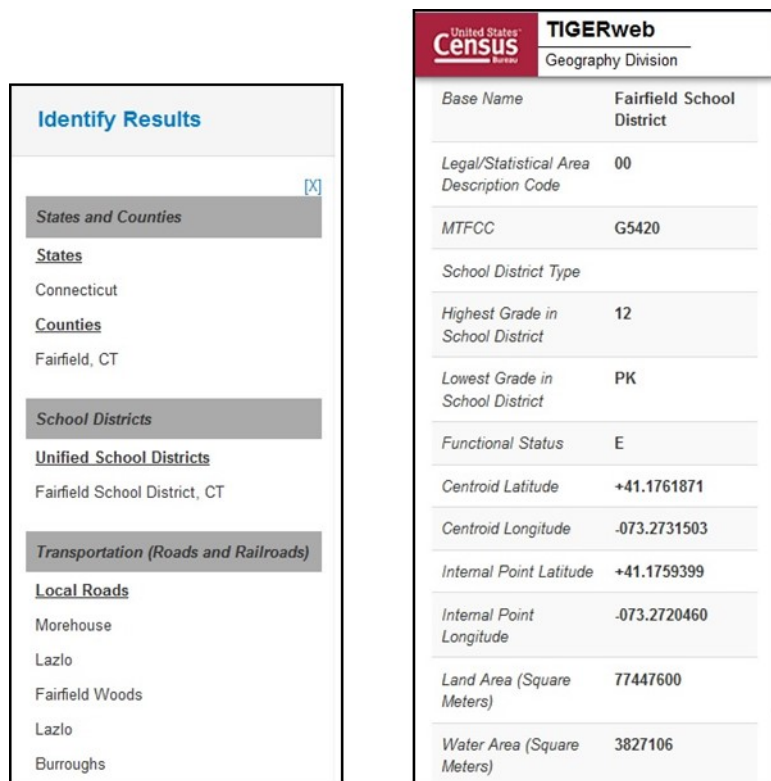 Identify Results
[X]
States and Counties
States
Connecticut
Counties
Fairfield, CT
School Districts
Unified School Districts
Fairfield School District, CT
Transportation (Roads and Railroads)
Local Roads
Morehouse
Lazlo
Fairfield Woods
Lazlo
Burroughs
United States®
Census
Bureau
TIGERweb
Geography Division
Base Name Fairfield School
District
Legal/Statistical Area 00
Description Code
MTFCC G5420
School District Type
Highest Grade in 12
School District
Lowest Grade in PK
School District
Functional Status E
Centroid Latitude +41.1761871
Centroid Longitude -073.2731503
Internal Point Latitude +41.1759399
Internal Point -073.2720460
Longitude
Land Area (Square 77447600
Meters)
Water Area (Square 3827106
Meters)